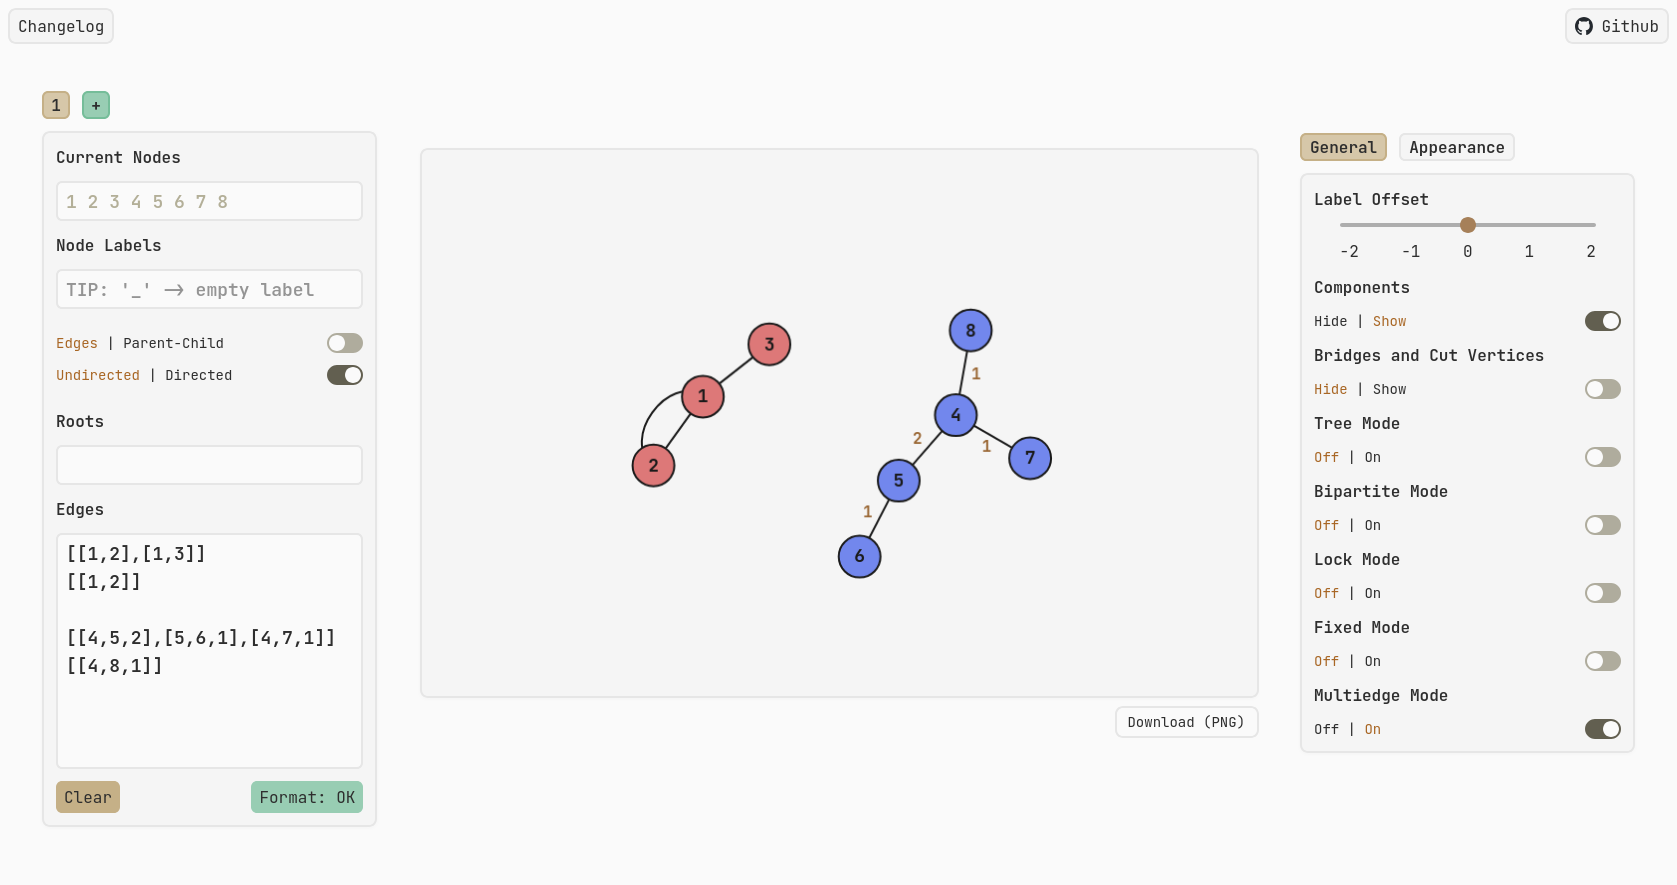 Changelog
Github
1 +
Current Nodes
1 2 3 4 5 6 7 8
Node Labels
TIP: '_' -> empty label
Edges | Parent-Child
Undirected | Directed
Roots
Edges
[[1,2],[1,3]]
[[1,2]]
[[4,5,2],[5,6,1],[4,7,1]]
[[4,8,1]]
Clear
Format: OK
3
1
2
8
1
4
2
1
7
5
1
6
Download (PNG)
General
Appearance
Label Offset
-2 -1 0 1 2
Components
Hide | Show
Bridges and Cut Vertices
Hide | Show
Tree Mode
Off | On
Bipartite Mode
Off | On
Lock Mode
Off | On
Fixed Mode
Off | On
Multiedge Mode
Off | On